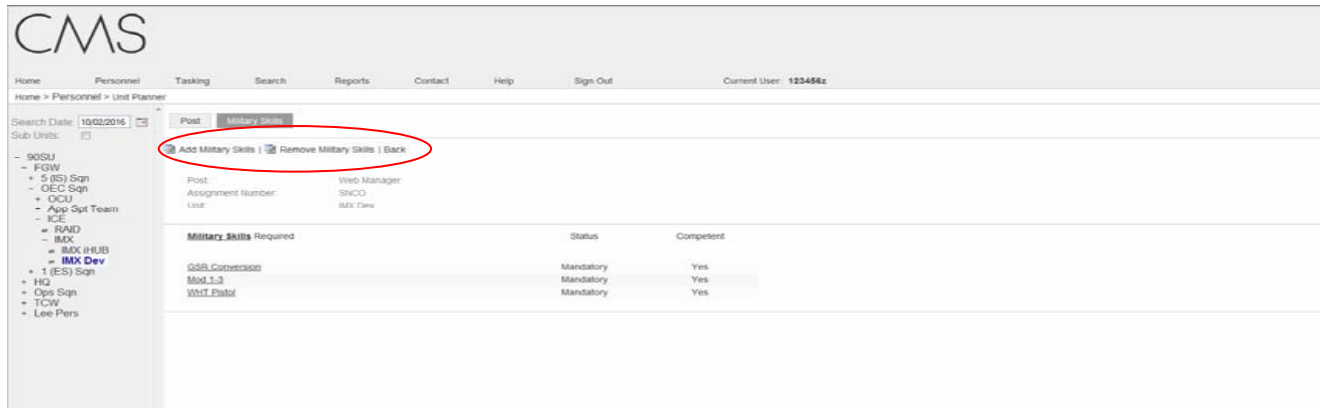 CMS
Home Personnel Tasking Search Reports Contact Help Sign Out Current User: 123456z
Home > Personnel > Unit Planner
Search Date: 10/02/2016
Sub Units:
Post Military Skills
Add Military Skills | Remove Military Skills | Back
Post: Web Manager
Assignment Number: SNCO
Unit: IMX Dev
Military Skills Required Status Competent
GSR Conversion Mandatory Yes
Mod 1-3 Mandatory Yes
WHT Pistol Mandatory Yes
- 90SU
- FGW
+ 5 (IS) Sqn
- OEC Sqn
+ OCU
+ App Spt Team
- ICE
RAID
- IMX
IMX iHUB
IMX Dev
+ 1 (ES) Sqn
+ HQ
+ Ops Sqn
+ TCW
+ Lee Pers